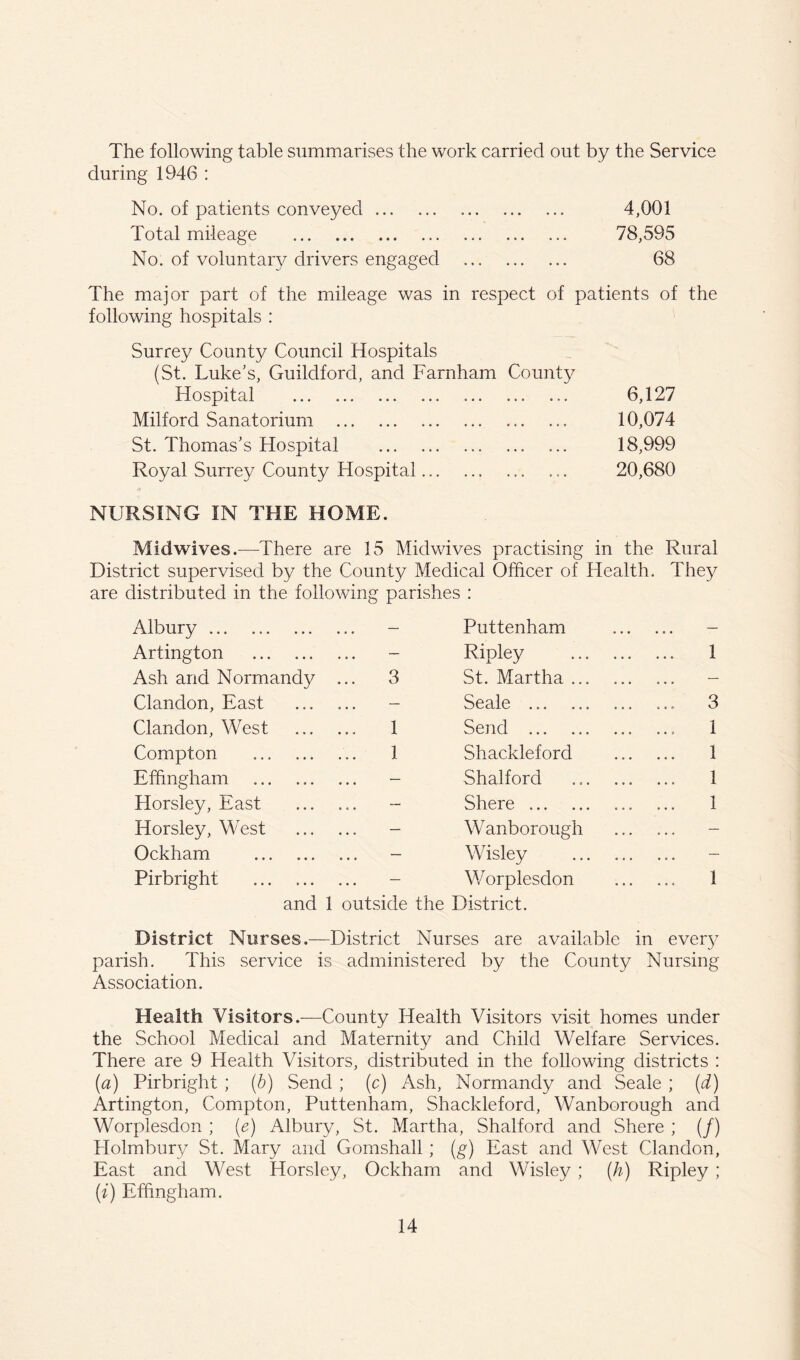 The following table summarises the work carried out by the Service
during 1946 :
No. of patients conveyed ... ... ... ... ... 4,001
Total mileage ... ... ... ... ... ... ... 78,595
No. of voluntary drivers engaged ... ... ... 68
The major part of the mileage was in respect of patients of the
following hospitals :
Surrey County Council Hospitals
(St. Luke's, Guildford, and Farnham County
Hospital ... ... ... ... ... ... ... 6,127
Milford Sanatorium ... ... ... ... ... ... 10,074
St. Thomas's Hospital ... ... ... ... ... 18,999
Royal Surrey County Hospital ... ... ... ... 20,680
NURSING IN THE HOME.
Midwives.—There are 15 Midwives practising in the Rural
District supervised by the County Medical Officer of Health. They
are distributed in the following parishes :
Albury ... ... ... ... – Puttenham ... ... –
Artington ... ... ... – Ripley ... ... ... 1
Ash and Normandy ... 3 St. Martha ... ... ... –
Clandon, East ... ... – Seale ... ... ... ... 3
Clandon, West ... ... 1 Send ... ... ... ... 1
Compton ... ... ... 1 Shackleford ... ... 1
Effingham ... ... ... – Shalford ... ... ... 1
Horsley, East ... ... – Shere ... ... ... ... 1
Horsley, West ... ... – Wanborough ... ... –
Ockham ... ... ... – Wisley ... ... ... –
Pirbright ... ... ... – Worplesdon ... ... 1
and 1 outside the District.
District Nurses.—District Nurses are available in every
parish. This service is administered by the County Nursing
Association.
Health Visitors.—County Health Visitors visit homes under
the School Medical and Maternity and Child Welfare Services.
There are 9 Health Visitors, distributed in the following districts :
(a) Pirbright ; (b) Send ; (c) Ash, Normandy and Seale ; (d)
Artington, Compton, Puttenham, Shackleford, Wanborough and
Worplesdon ; (e) Albury, St. Martha, Shalford and Shere ; (f)
Holmbury St. Mary and Gomshall ; (g) East and West Clandon,
East and West Horsley, Ockham and Wisley ; (h) Ripley ;
(i) Effingham.
14